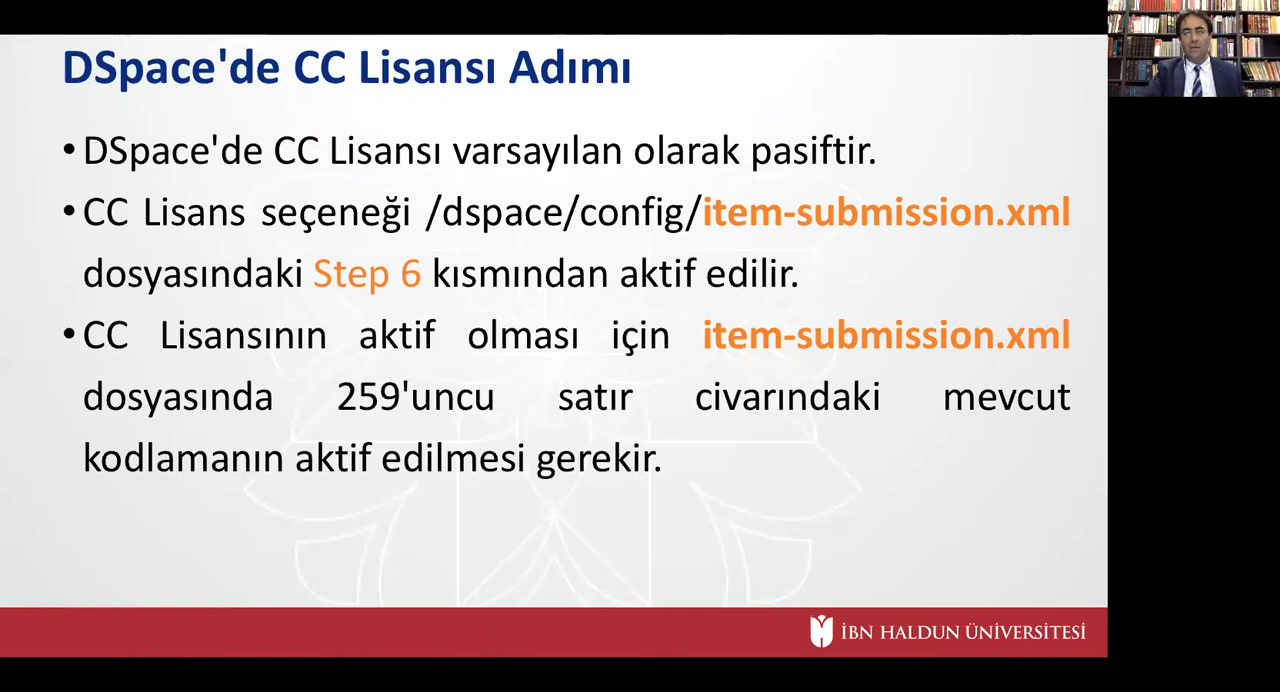 DSpace'de CC Lisansı Adımı
• DSpace'de CC Lisansı varsayılan olarak pasiftir.
• CC Lisans seçeneği /dspace/config/item-submission.xml
dosyasındaki Step 6 kısmından aktif edilir.
• CC Lisansının aktif olması için item-submission.xml
dosyasında 259'uncu satır civarındaki mevcut
kodlamanın aktif edilmesi gerekir.
İBN HALDUN ÜNİVERSİTESİ